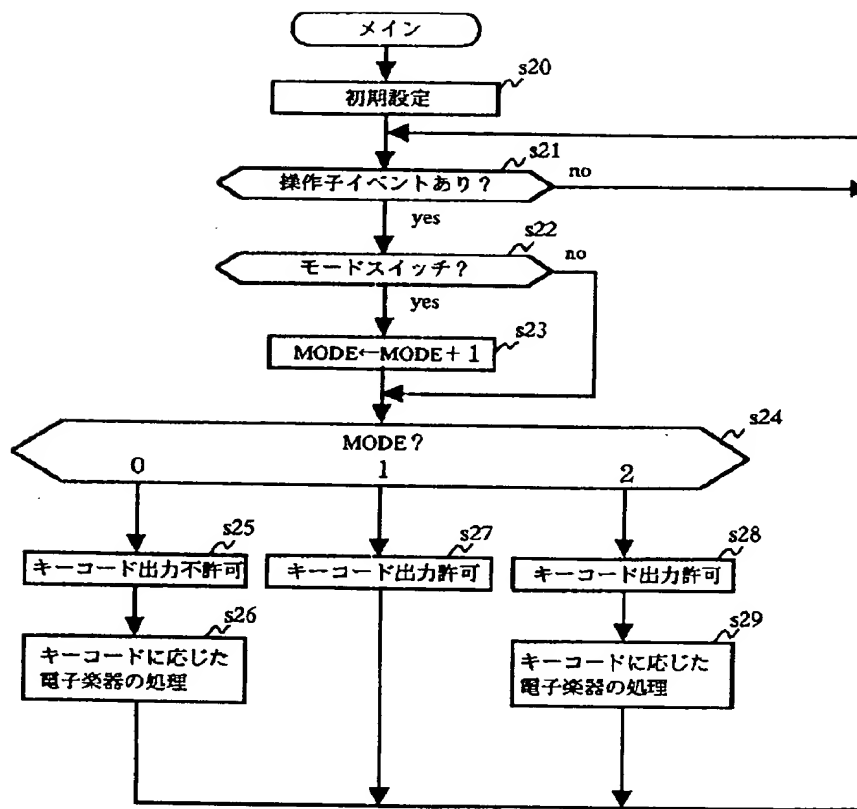 メイン
s20
初期設定
s21
操作子イベントあり？
no
yes
s22
モードスイッチ？
no
yes
s23
MODE←MODE＋1
s24
MODE？
0
1
2
s25
キーコード出力不許可
s27
キーコード出力許可
s28
キーコード出力許可
s26
キーコードに応じた
電子楽器の処理
s29
キーコードに応じた
電子楽器の処理